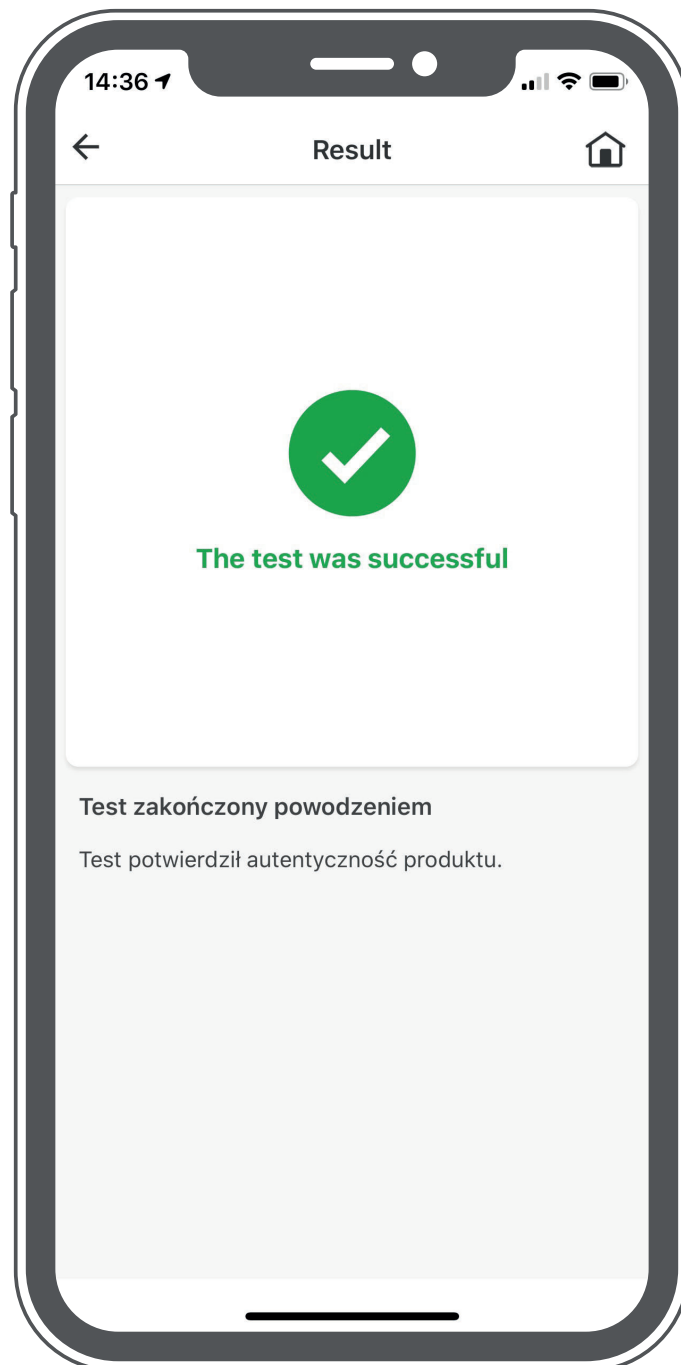 14:36
Result
The test was successful
Test zakończony powodzeniem
Test potwierdził autentyczność produktu.